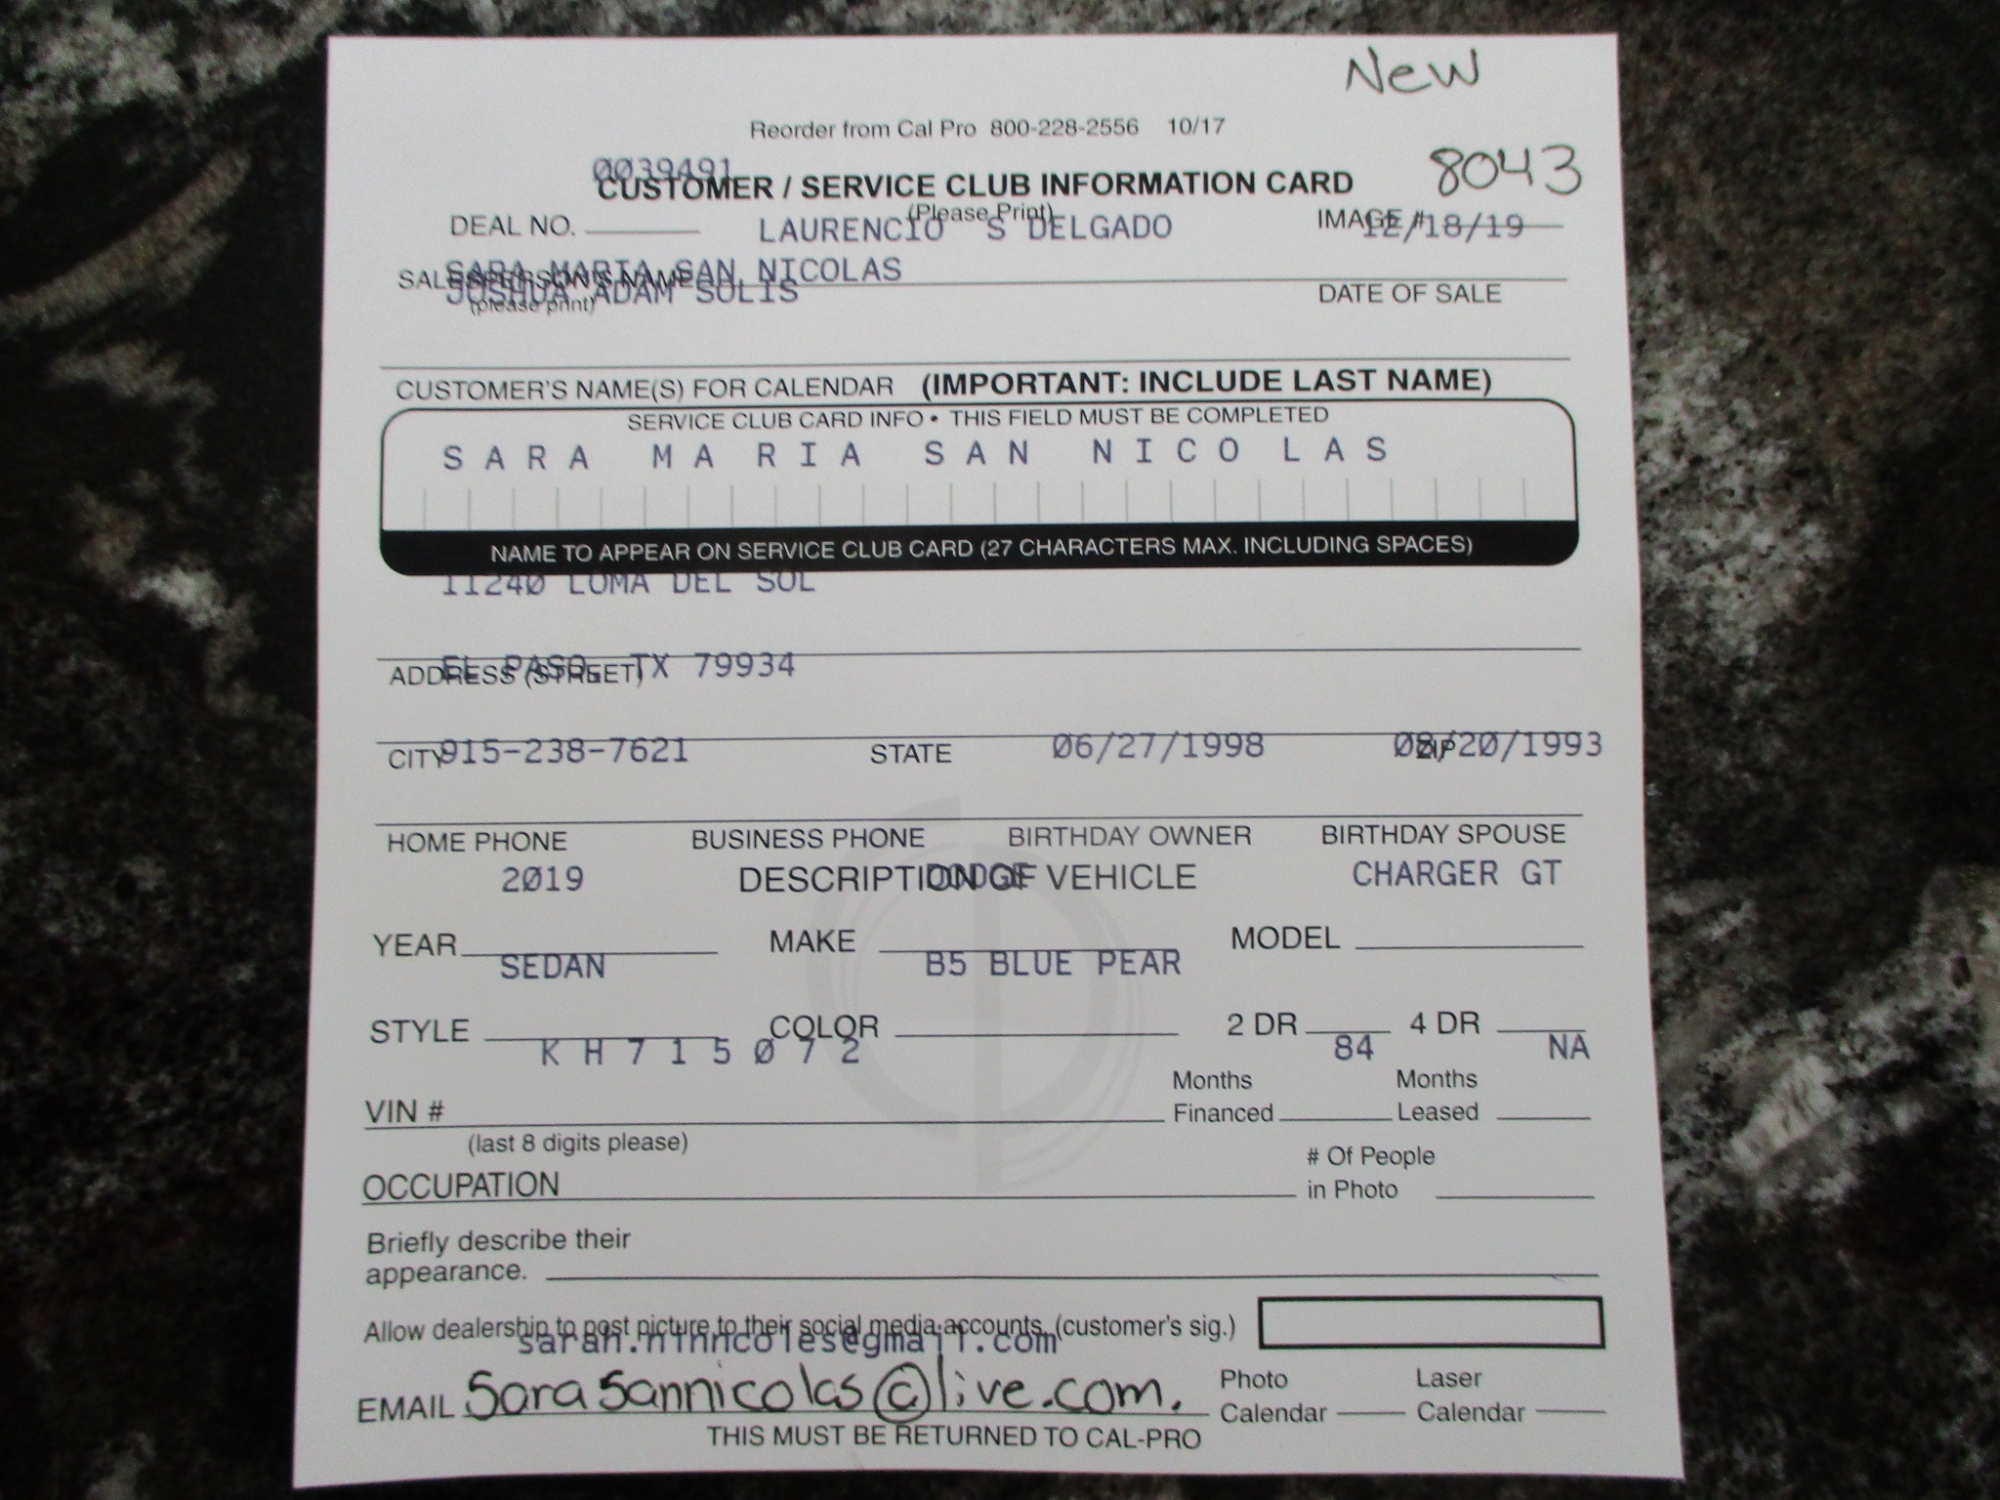 New
Reorder from Cal Pro 800-228-2556 10/17
0039491
CUSTOMER / SERVICE CLUB INFORMATION CARD 8043
(Please Print)
DEAL NO. LAURENCIO S DELGADO IMAGE # 12/18/19
SARA MARIA SAN NICOLAS
SALESPERSON'S NAME
JOSHUA ADAM SOLIS DATE OF SALE
(please print)
CUSTOMER'S NAME(S) FOR CALENDAR (IMPORTANT: INCLUDE LAST NAME)
SERVICE CLUB CARD INFO • THIS FIELD MUST BE COMPLETED
SARA MARIA SAN NICOLAS
NAME TO APPEAR ON SERVICE CLUB CARD (27 CHARACTERS MAX. INCLUDING SPACES)
11240 LOMA DEL SOL
EL PASO, TX 79934
ADDRESS (STREET)
915-238-7621 06/27/1998 08/20/1993
CITY STATE ZIP
HOME PHONE BUSINESS PHONE BIRTHDAY OWNER BIRTHDAY SPOUSE
2019 DODGE CHARGER GT
DESCRIPTION OF VEHICLE
YEAR MAKE MODEL
SEDAN B5 BLUE PEAR
STYLE COLOR 2 DR 4 DR
KH715072 84 NA
VIN # Months Financed Months Leased
(last 8 digits please)
OCCUPATION # Of People in Photo
Briefly describe their
appearance.
Allow dealership to post picture to their social media accounts. (customer's sig.)
EMAIL Sarasannicolas@live.com. Photo Calendar Laser Calendar
THIS MUST BE RETURNED TO CAL-PRO